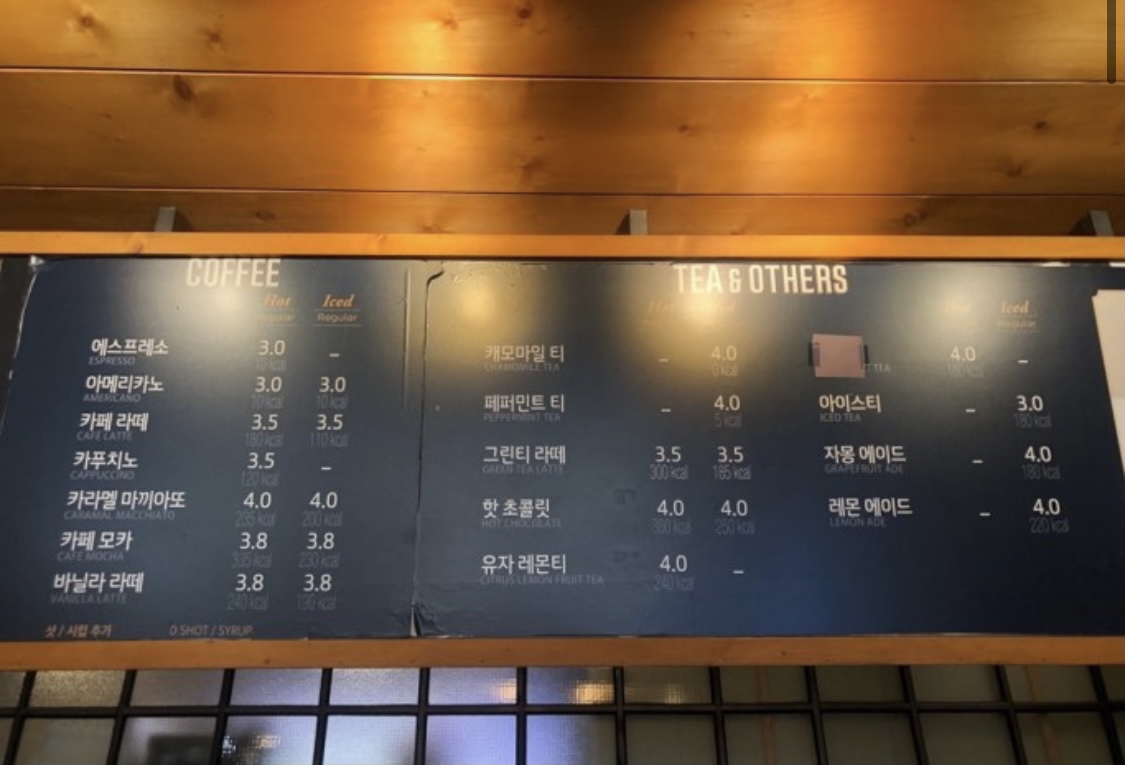 COFFEE
Hot Iced
Regular Regular
에스프레소 3.0 –
ESPRESSO 10 kcal
아메리카노 3.0 3.0
AMERICANO 10 kcal 10 kcal
카페 라떼 3.5 3.5
CAFE LATTE 180 kcal 110 kcal
카푸치노 3.5 –
CAPPUCCINO 120 kcal
카라멜 마끼아또 4.0 4.0
CARAMAL MACCHIATO 235 kcal 200 kcal
카페 모카 3.8 3.8
CAFE MOCHA 335 kcal 230 kcal
바닐라 라떼 3.8 3.8
VANILLA LATTE 240 kcal 180 kcal
샷 / 시럽 추가 D SHOT / SYRUP
TEA & OTHERS
캐모마일 티 – 4.0
CHAMOMILE TEA 0 kcal
페퍼민트 티 – 4.0
PEPPERMINT TEA 5 kcal
그린티 라떼 3.5 3.5
GREEN TEA LATTE 300 kcal 185 kcal
핫 초콜릿 4.0 4.0
HOT CHOCOLATE 380 kcal 250 kcal
유자 레몬티 4.0 –
CITRUS LEMON FRUIT TEA 240 kcal
Iced
Regular
4.0 –
TEA
아이스티 – 3.0
ICED TEA 180 kcal
자몽 에이드 – 4.0
GRAPEFRUIT ADE 180 kcal
레몬 에이드 – 4.0
LEMON ADE 220 kcal